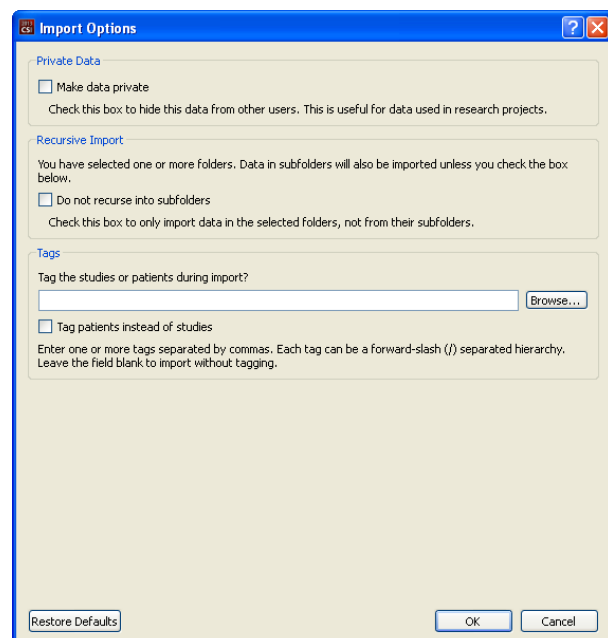 2013
CS
Import Options
Private Data
Make data private
Check this box to hide this data from other users. This is useful for data used in research projects.
Recursive Import
You have selected one or more folders. Data in subfolders will also be imported unless you check the box
below.
Do not recurse into subfolders
Check this box to only import data in the selected folders, not from their subfolders.
Tags
Tag the studies or patients during import?
Browse...
Tag patients instead of studies
Enter one or more tags separated by commas. Each tag can be a forward-slash (/) separated hierarchy.
Leave the field blank to import without tagging.
Restore Defaults
OK
Cancel